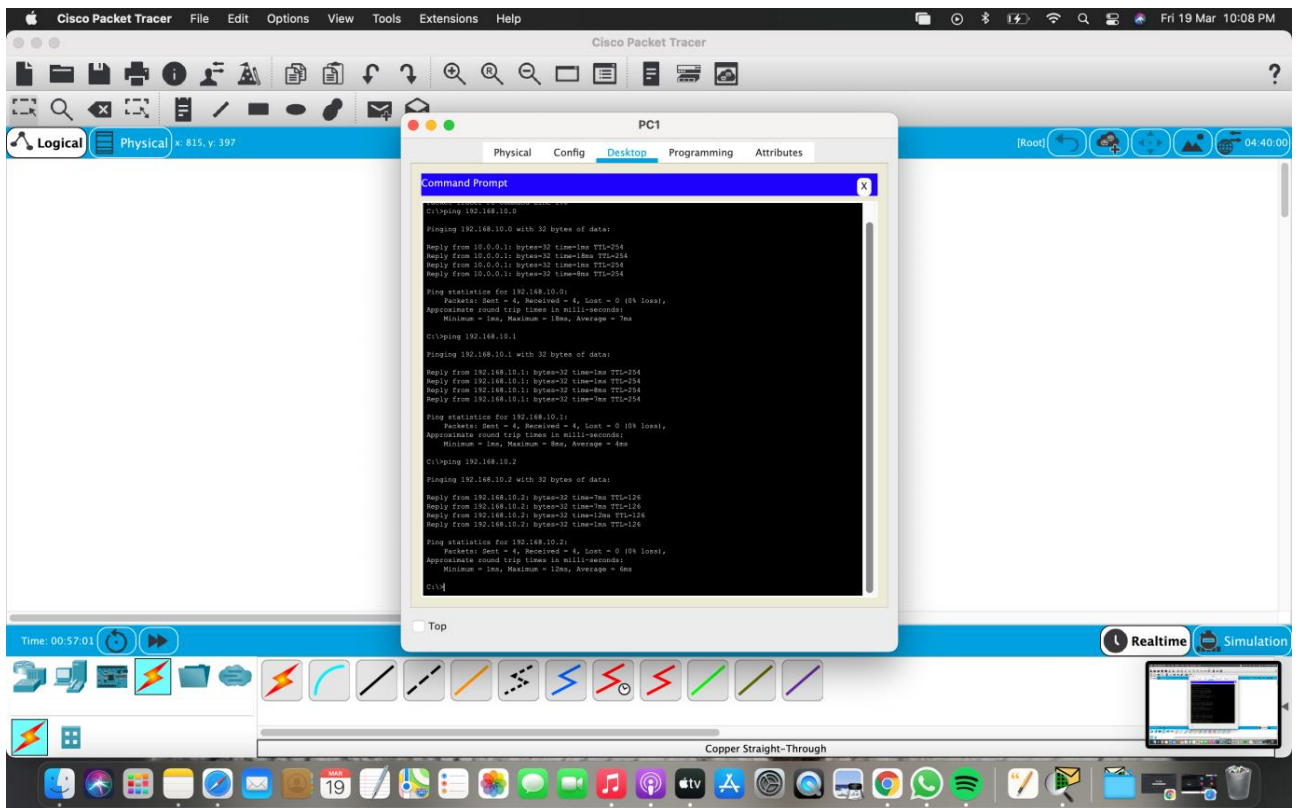 Cisco Packet Tracer File Edit Options View Tools Extensions Help Fri 19 Mar 10:08 PM
Cisco Packet Tracer
?
PC1
Logical Physical x: 815, y: 397 [Root] 04:40:00
Physical Config Desktop Programming Attributes
Command Prompt X
C:\>ping 192.168.10.0
Pinging 192.168.10.0 with 32 bytes of data:
Reply from 10.0.0.1: bytes=32 time=1ms TTL=254
Reply from 10.0.0.1: bytes=32 time=18ms TTL=254
Reply from 10.0.0.1: bytes=32 time=1ms TTL=254
Reply from 10.0.0.1: bytes=32 time=8ms TTL=254
Ping statistics for 192.168.10.0:
Packets: Sent = 4, Received = 4, Lost = 0 (0% loss),
Approximate round trip times in milli-seconds:
Minimum = 1ms, Maximum = 18ms, Average = 7ms
C:\>ping 192.168.10.1
Pinging 192.168.10.1 with 32 bytes of data:
Reply from 192.168.10.1: bytes=32 time=1ms TTL=254
Reply from 192.168.10.1: bytes=32 time=1ms TTL=254
Reply from 192.168.10.1: bytes=32 time=8ms TTL=254
Reply from 192.168.10.1: bytes=32 time=7ms TTL=254
Ping statistics for 192.168.10.1:
Packets: Sent = 4, Received = 4, Lost = 0 (0% loss),
Approximate round trip times in milli-seconds:
Minimum = 1ms, Maximum = 8ms, Average = 4ms
C:\>ping 192.168.10.2
Pinging 192.168.10.2 with 32 bytes of data:
Reply from 192.168.10.2: bytes=32 time=7ms TTL=126
Reply from 192.168.10.2: bytes=32 time=7ms TTL=126
Reply from 192.168.10.2: bytes=32 time=12ms TTL=126
Reply from 192.168.10.2: bytes=32 time=1ms TTL=126
Ping statistics for 192.168.10.2:
Packets: Sent = 4, Received = 4, Lost = 0 (0% loss),
Approximate round trip times in milli-seconds:
Minimum = 1ms, Maximum = 12ms, Average = 6ms
C:\>
Top
Time: 00:57:01 Realtime Simulation
Copper Straight-Through
MAR
19
tv